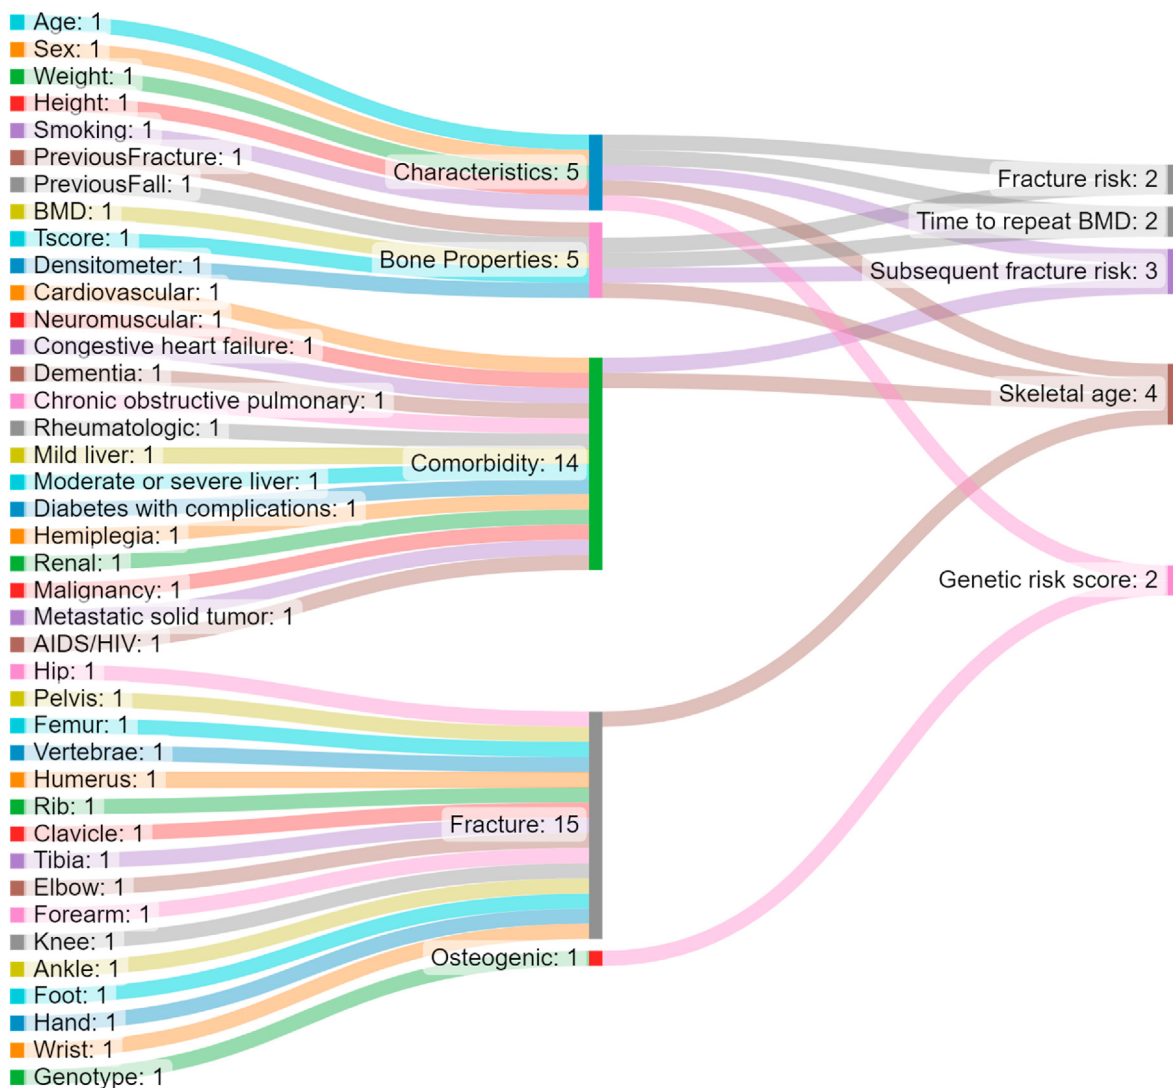 Age: 1
Sex: 1
Weight: 1
Height: 1
Smoking: 1
PreviousFracture: 1
PreviousFall: 1
BMD: 1
Tscore: 1
Densitometer: 1
Cardiovascular: 1
Neuromuscular: 1
Congestive heart failure: 1
Dementia: 1
Chronic obstructive pulmonary: 1
Rheumatologic: 1
Mild liver: 1
Moderate or severe liver: 1
Diabetes with complications: 1
Hemiplegia: 1
Renal: 1
Malignancy: 1
Metastatic solid tumor: 1
AIDS/HIV: 1
Hip: 1
Pelvis: 1
Femur: 1
Vertebrae: 1
Humerus: 1
Rib: 1
Clavicle: 1
Tibia: 1
Elbow: 1
Forearm: 1
Knee: 1
Ankle: 1
Foot: 1
Hand: 1
Wrist: 1
Genotype: 1
Characteristics: 5
Bone Properties: 5
Comorbidity: 14
Fracture: 15
Osteogenic: 1
Fracture risk: 2
Time to repeat BMD: 2
Subsequent fracture risk: 3
Skeletal age: 4
Genetic risk score: 2